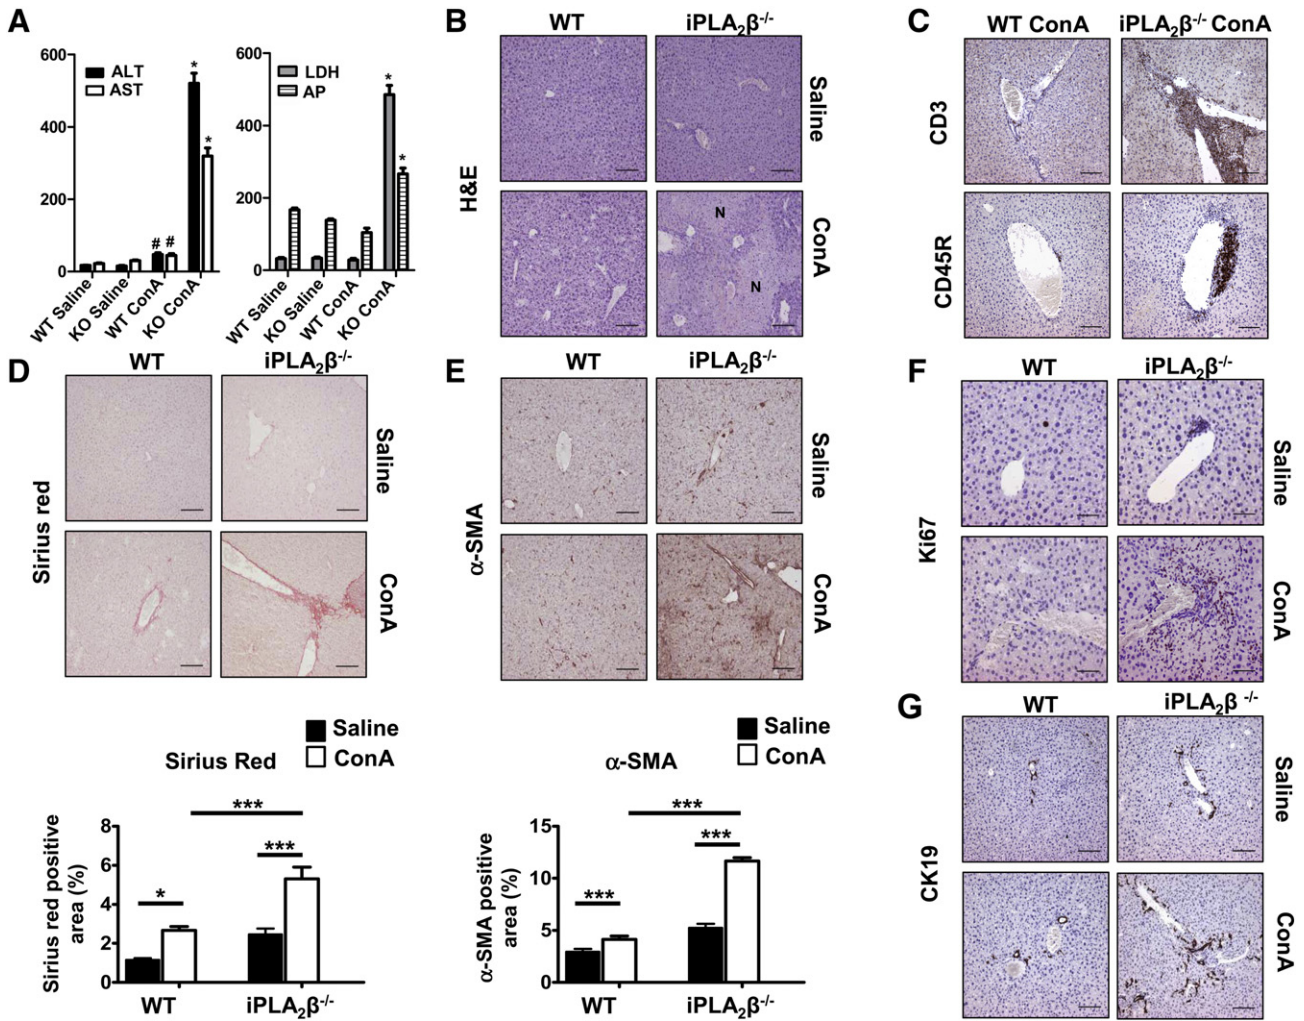 A
600
400
200
0
ALT
AST
*
*
# #
WT Saline
KO Saline
WT ConA
KO ConA
600
400
200
0
LDH
AP
*
*
WT Saline
KO Saline
WT ConA
KO ConA
B
WT
iPLA₂β⁻/⁻
H&E
Saline
ConA
N
N
C
WT ConA
iPLA₂β⁻/⁻ ConA
CD3
CD45R
D
WT
iPLA₂β⁻/⁻
Sirius red
Saline
ConA
Saline
ConA
Sirius Red
Sirius red positive
area (%)
8
6
4
2
0
*
***
***
WT
iPLA₂β⁻/⁻
E
WT
iPLA₂β⁻/⁻
α-SMA
Saline
ConA
Saline
ConA
α-SMA
α-SMA positive
area (%)
15
10
5
0
***
***
***
WT
iPLA₂β⁻/⁻
F
WT
iPLA₂β⁻/⁻
Ki67
Saline
ConA
G
WT
iPLA₂β ⁻/⁻
CK19
Saline
ConA